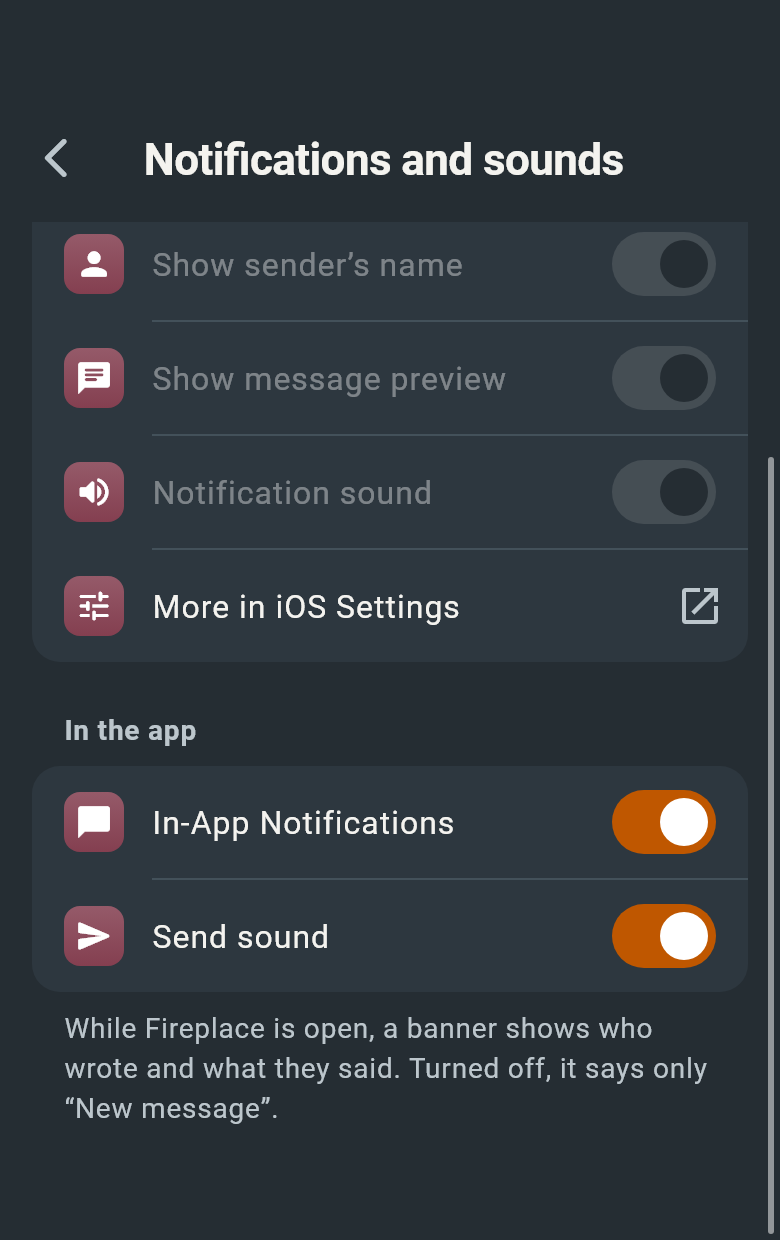 Notifications and sounds
Show sender’s name
Show message preview
Notification sound
More in iOS Settings
In the app
In-App Notifications
Send sound
While Fireplace is open, a banner shows who
wrote and what they said. Turned off, it says only
“New message”.